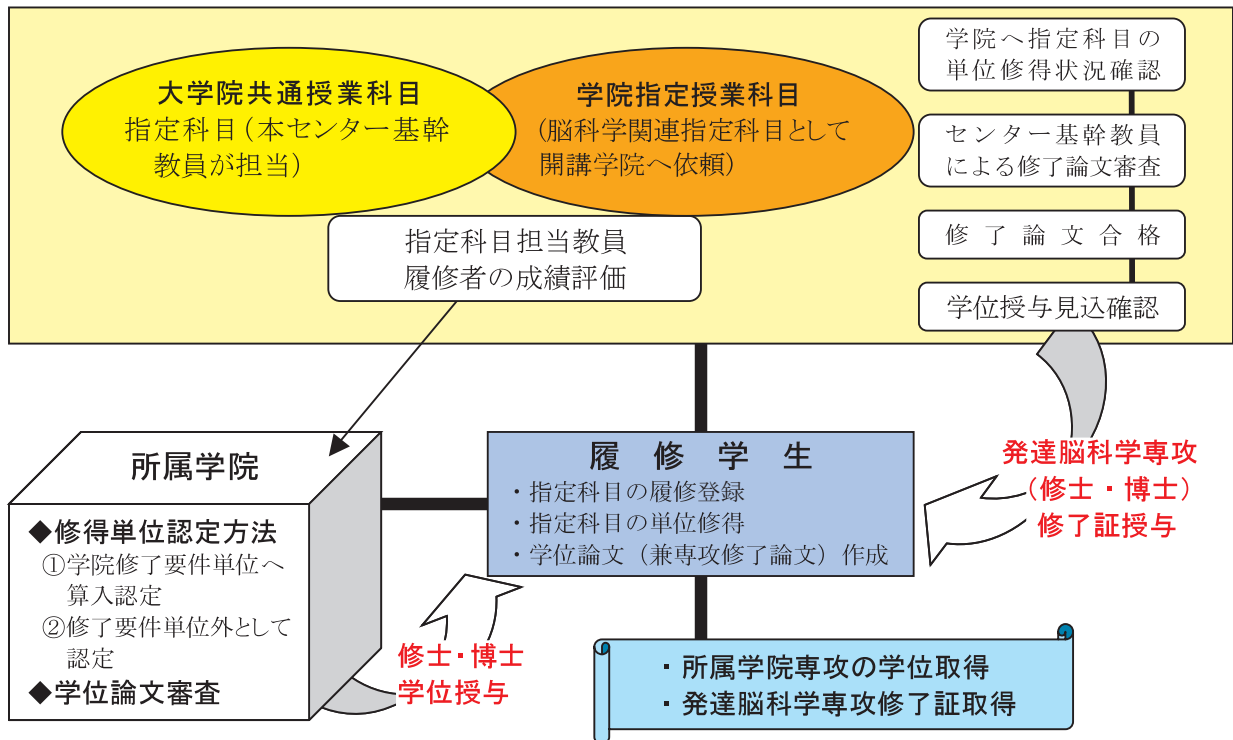 大学院共通授業科目
指定科目(本センター基幹
教員が担当)
学院指定授業科目
(脳科学関連指定科目として
開講学院へ依頼)
学院へ指定科目の
単位修得状況確認
センター基幹教員
による修了論文審査
修了論文合格
学位授与見込確認
指定科目担当教員
履修者の成績評価
所属学院
◆修得単位認定方法
①学院修了要件単位へ
算入認定
②修了要件単位外として
認定
◆学位論文審査
履修学生
・指定科目の履修登録
・指定科目の単位修得
・学位論文(兼専攻修了論文)作成
発達脳科学専攻
(修士・博士)
修了証授与
修士・博士
学位授与
・所属学院専攻の学位取得
・発達脳科学専攻修了証取得